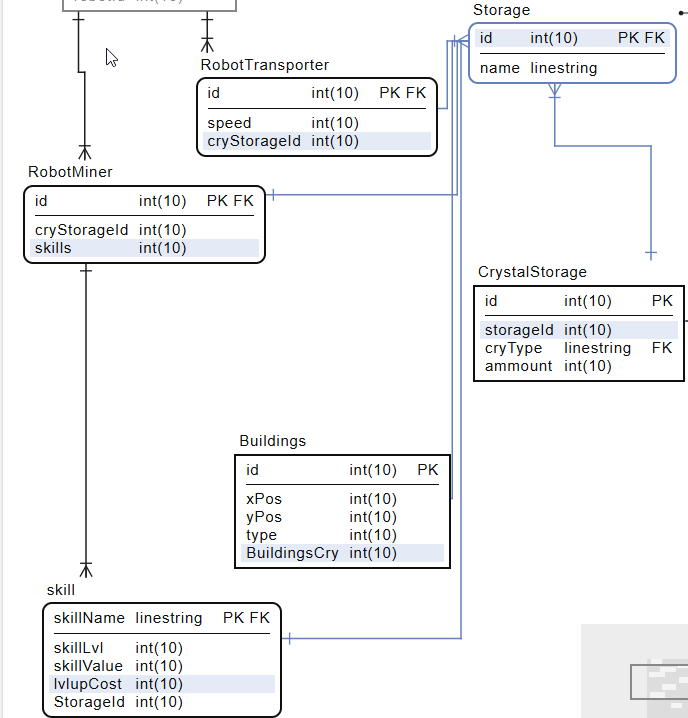 Storage
id int(10) PK FK
name linestring
RobotTransporter
id int(10) PK FK
speed int(10)
cryStorageId int(10)
RobotMiner
id int(10) PK FK
cryStorageId int(10)
skills int(10)
CrystalStorage
id int(10) PK
storageId int(10)
cryType linestring FK
ammount int(10)
Buildings
id int(10) PK
xPos int(10)
yPos int(10)
type int(10)
BuildingsCry int(10)
skill
skillName linestring PK FK
skillLvl int(10)
skillValue int(10)
lvlupCost int(10)
StorageId int(10)